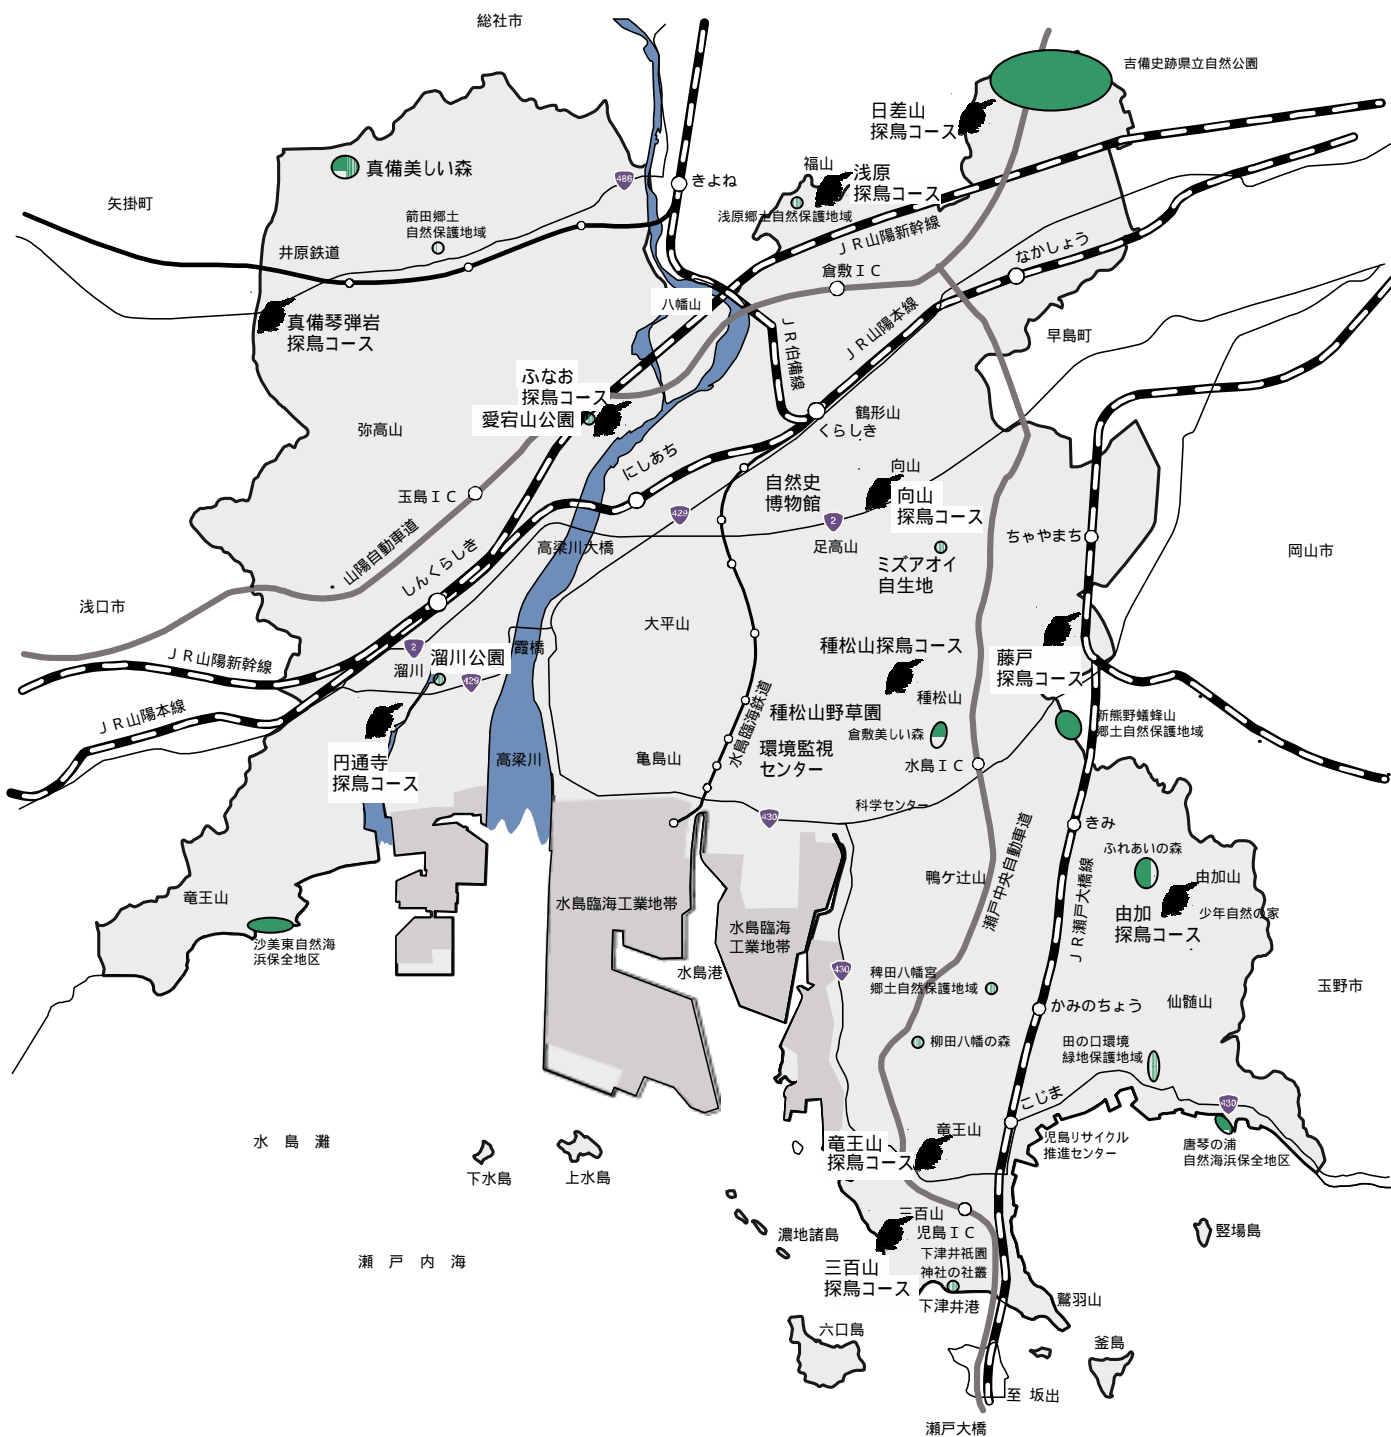 総社市
吉備史跡県立自然公園
日差山
探鳥コース
福山
浅原
探鳥コース
真備美しい森
486
きよね
矢掛町
箭田郷土
自然保護地域
浅原郷土自然保護地域
井原鉄道
ＪＲ山陽新幹線
なかしょう
倉敷ＩＣ
八幡山
真備琴弾岩
探鳥コース
ＪＲ伯備線
ＪＲ山陽本線
早島町
ふなお
探鳥コース
愛宕山公園
鶴形山
くらしき
弥高山
にしあち
向山
自然史
博物館
向山
探鳥コース
玉島ＩＣ
429
2
ちゃやまち
山陽自動車道
高梁川大橋
足高山
ミズアオイ
自生地
岡山市
しんくらしき
浅口市
大平山
2
霞橋
種松山探鳥コース
藤戸
探鳥コース
ＪＲ山陽新幹線
溜川公園
溜川
429
種松山
ＪＲ山陽本線
水島臨海鉄道
種松山野草園
倉敷美しい森
新熊野蟻蜂山
郷土自然保護地域
円通寺
探鳥コース
高梁川
亀島山
環境監視
センター
水島ＩＣ
科学センター
430
きみ
瀬戸中央自動車道
ふれあいの森
鴨ケ辻山
ＪＲ瀬戸大橋線
由加山
竜王山
水島臨海工業地帯
由加
探鳥コース
少年自然の家
水島臨海
工業地帯
沙美東自然海
浜保全地区
水島港
430
稗田八幡宮
郷土自然保護地域
玉野市
かみのちょう
仙髄山
柳田八幡の森
田の口環境
緑地保護地域
こじま
430
水島灘
竜王山
竜王山
探鳥コース
児島リサイクル
推進センター
唐琴の浦
自然海浜保全地区
下水島
上水島
三百山
児島ＩＣ
濃地諸島
竪場島
下津井祇園
神社の社叢
瀬戸内海
三百山
探鳥コース
下津井港
鷲羽山
六口島
釜島
至 坂出
瀬戸大橋